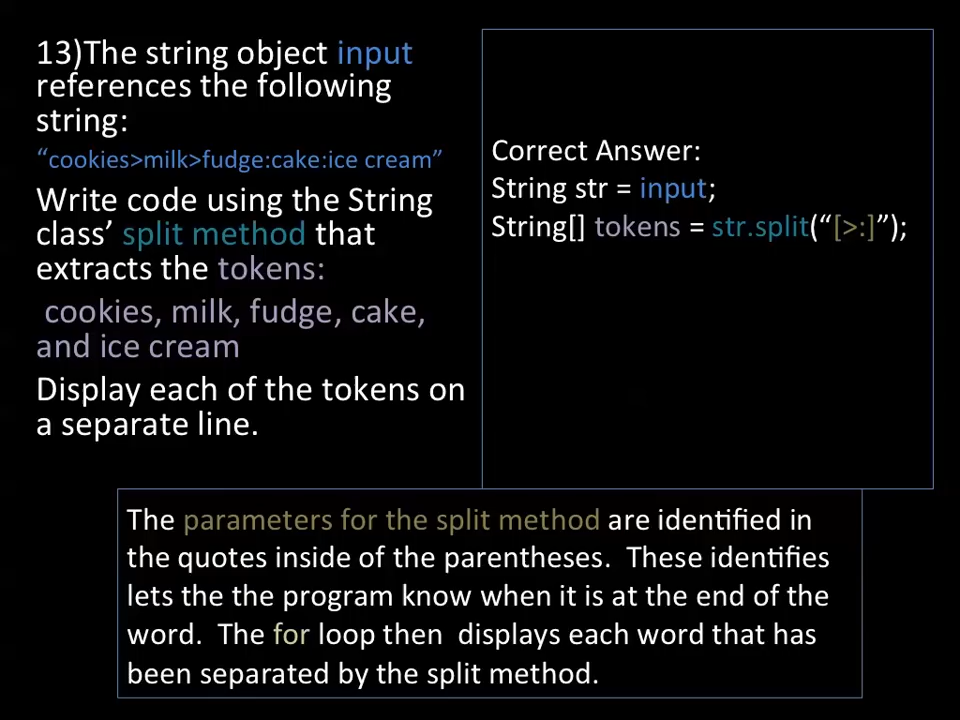 13)The string object input
references the following
string:
“cookies>milk>fudge:cake:ice cream”
Write code using the String
class’ split method that
extracts the tokens:
cookies, milk, fudge, cake,
and ice cream
Display each of the tokens on
a separate line.
Correct Answer:
String str = input;
String[] tokens = str.split(“[>:]”);
The parameters for the split method are identified in
the quotes inside of the parentheses.  These identifies
lets the the program know when it is at the end of the
word.  The for loop then  displays each word that has
been separated by the split method.